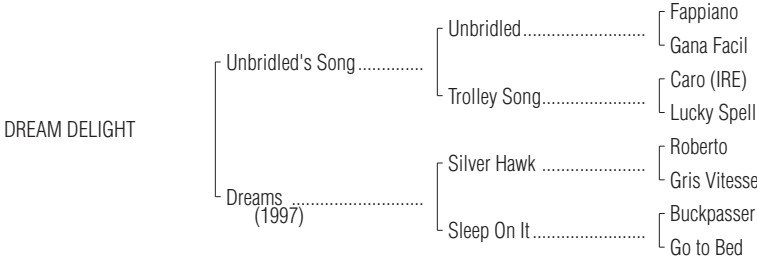 Fappiano
Unbridled..........................
Gana Facil
Unbridled's Song..............
Caro (IRE)
Trolley Song.......................
Lucky Spell
DREAM DELIGHT
Roberto
Silver Hawk .......................
Gris Vitesse
Dreams .............................
(1997)
Buckpasser
Sleep On It.........................
Go to Bed